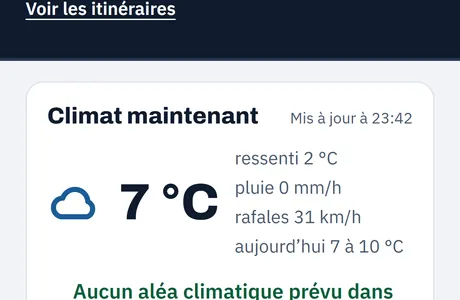 Voir les itinéraires
Climat maintenant
Mis à jour à 23:42
7 °C
ressenti 2 °C
pluie 0 mm/h
rafales 31 km/h
aujourd’hui 7 à 10 °C
Aucun aléa climatique prévu dans